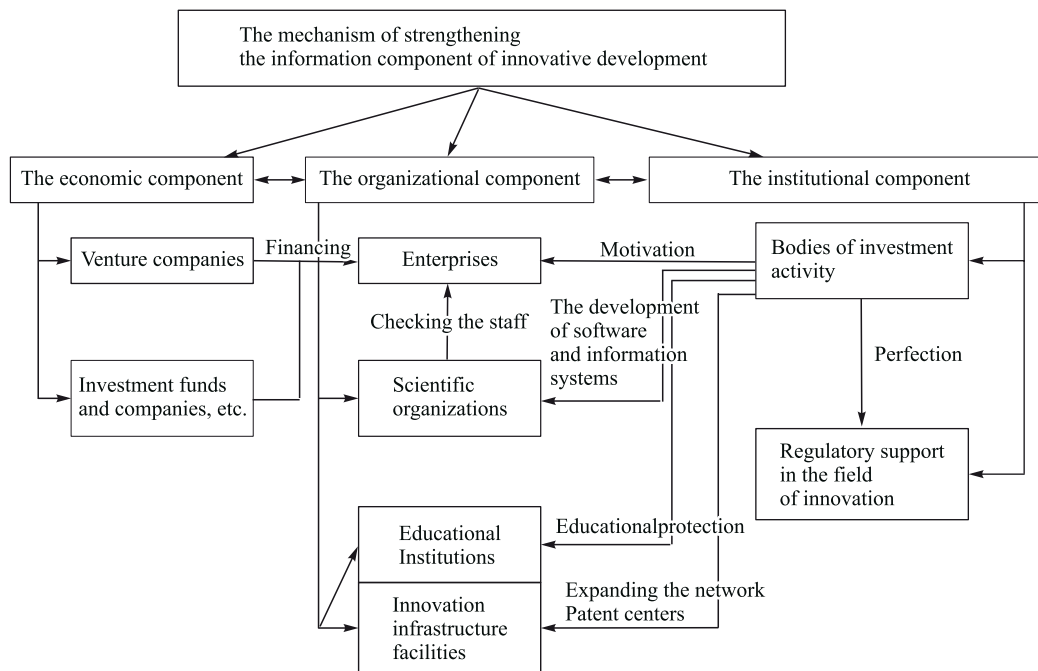 The mechanism of strengthening
the information component of innovative development
The economic component
The organizational component
The institutional component
Venture companies
Financing
Enterprises
Motivation
Bodies of investment
activity
Checking the staff
The development
of software
and information
systems
Perfection
Investment funds
and companies, etc.
Scientific
organizations
Regulatory support
in the field
of innovation
Educational
Institutions
Educationalprotection
Innovation
infrastructure
facilities
Expanding the network
Patent centers